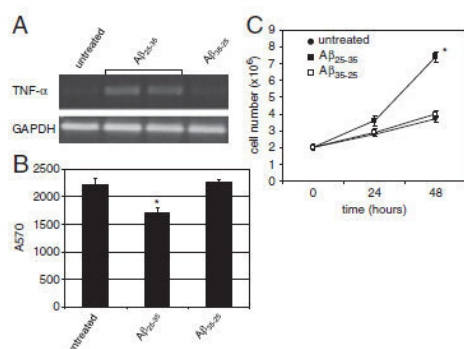 A
untreated
Aβ25-35
Aβ35-25
TNF-α
GAPDH
B
A570
2500
2000
1500
1000
500
0
*
untreated
Aβ25-35
Aβ35-25
C
untreated
Aβ25-35
Aβ35-25
cell number (x10⁶)
9
8
7
6
5
4
3
2
1
*
0 24 48
time (hours)